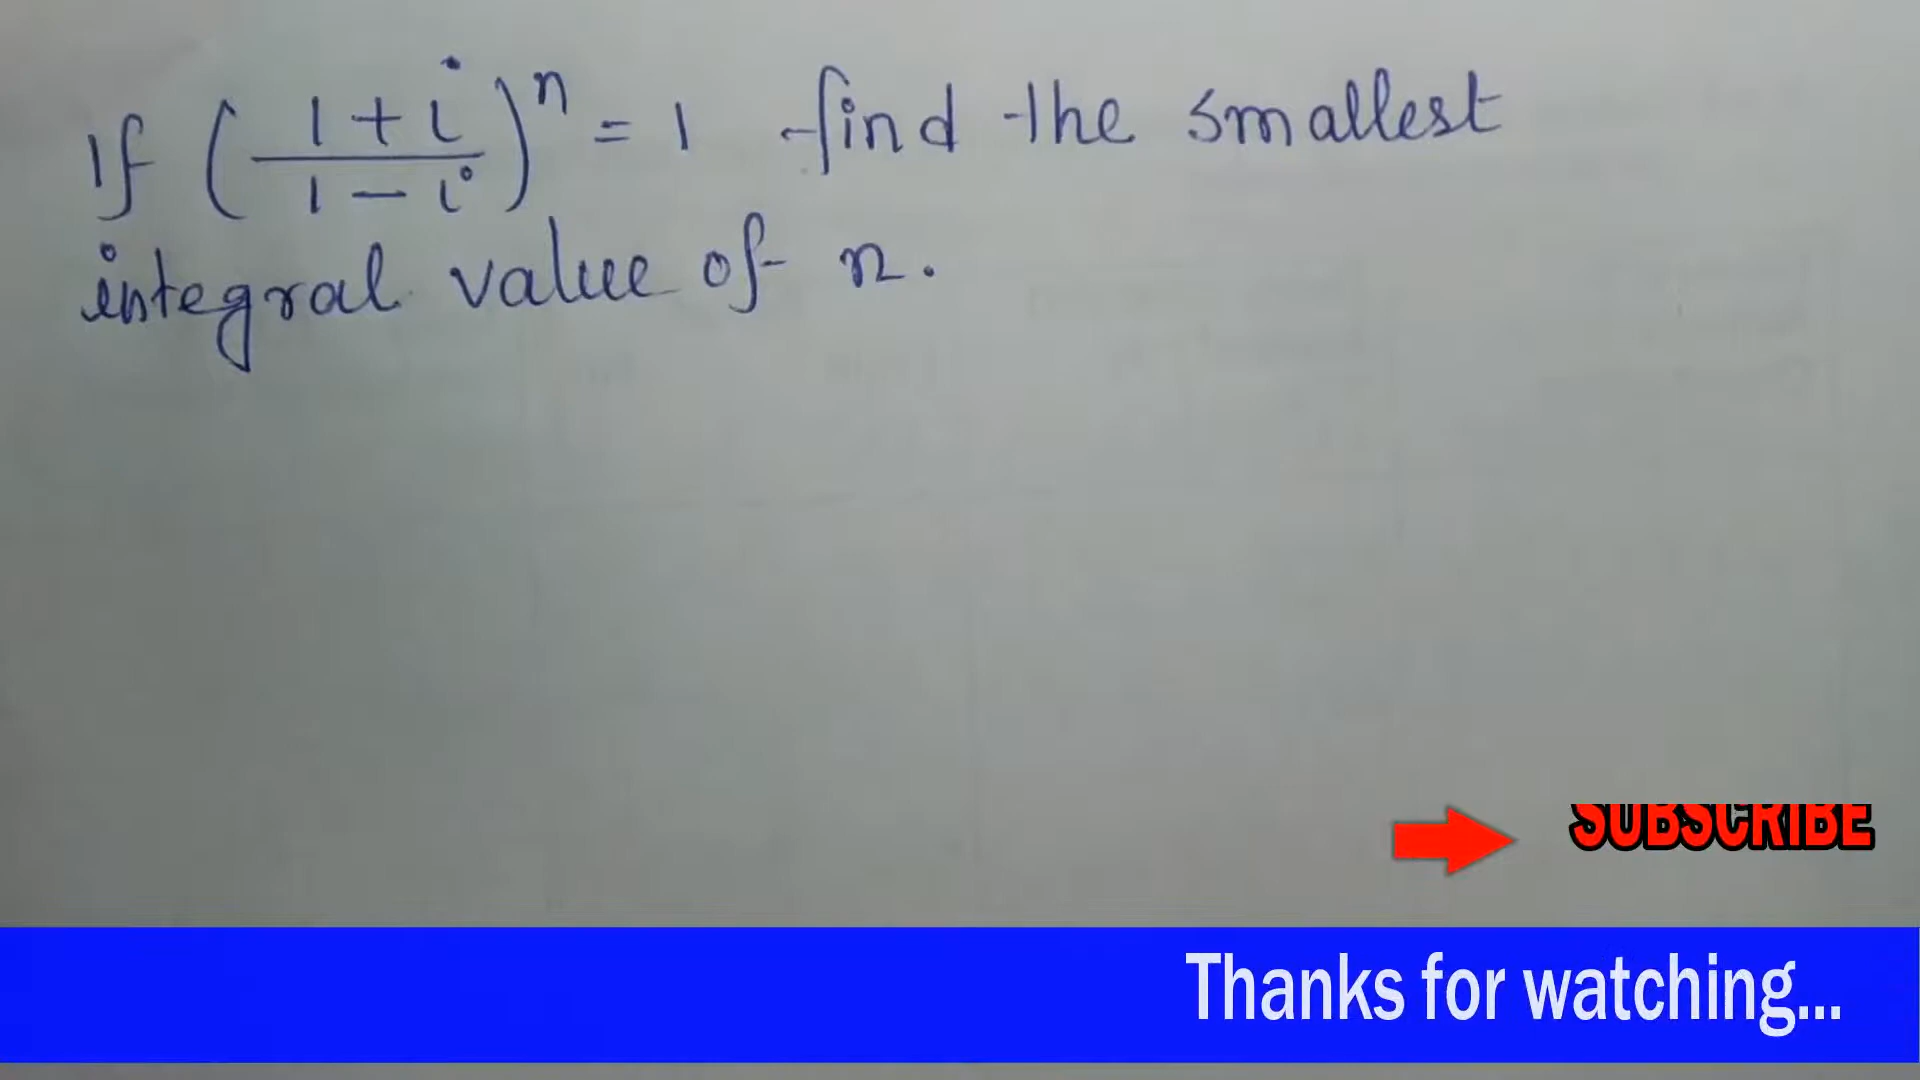 If (1+i/1-i)^n = 1 find the smallest
integral value of n.
SUBSCRIBE
Thanks for watching...